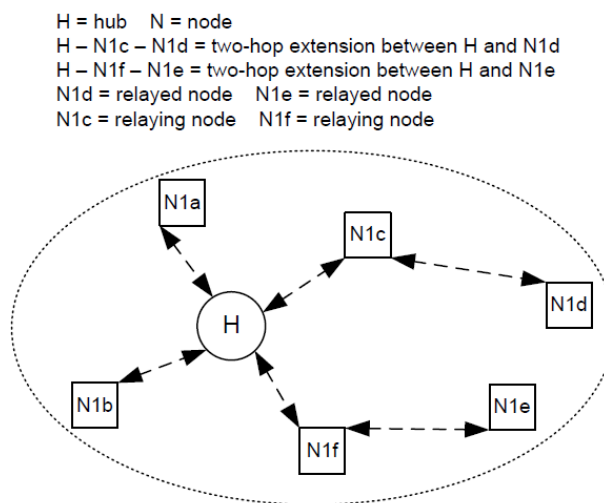 H = hub N = node
H – N1c – N1d = two-hop extension between H and N1d
H – N1f – N1e = two-hop extension between H and N1e
N1d = relayed node N1e = relayed node
N1c = relaying node N1f = relaying node
N1a
N1c
N1d
H
N1b
N1e
N1f